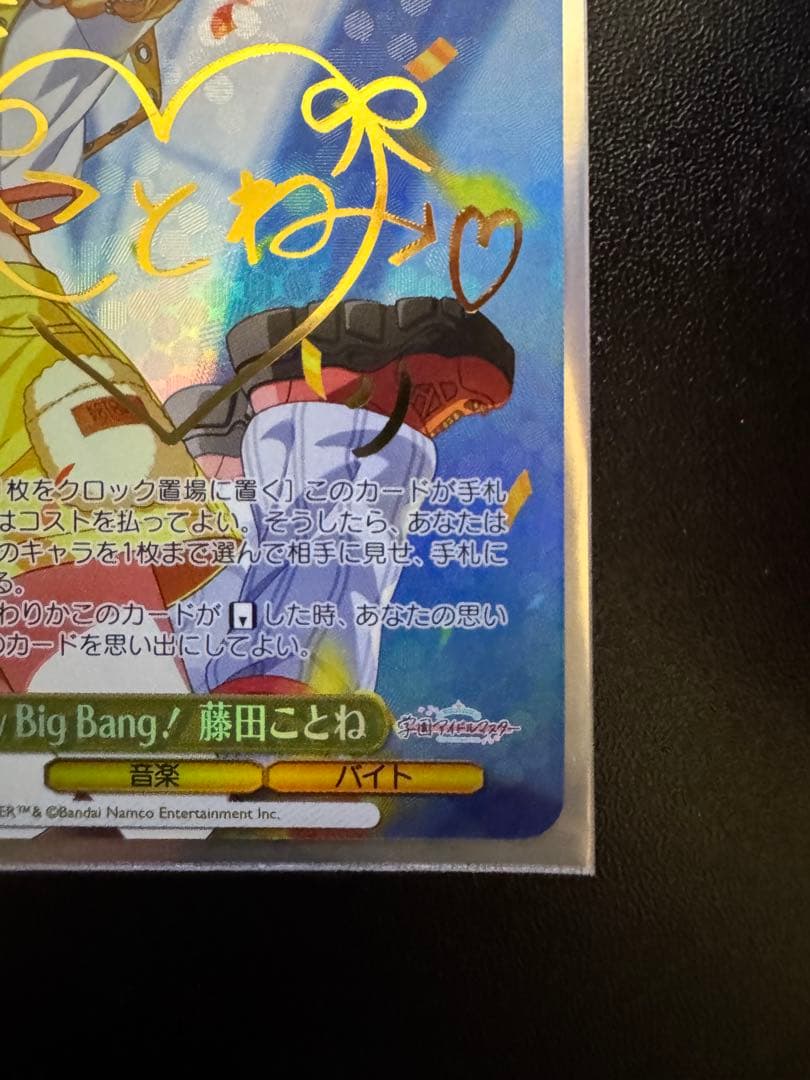 ことね
枚をクロック置場に置く］このカードが手札
はコストを払ってよい。そうしたら、あなたは
のキャラを1枚まで選んで相手に見せ、手札に
る。
わりかこのカードが した時、あなたの思い
のカードを思い出にしてよい。
Big Bang! 藤田ことね
学園アイドルマスター
音楽 バイト
ER™& ©Bandai Namco Entertainment Inc.